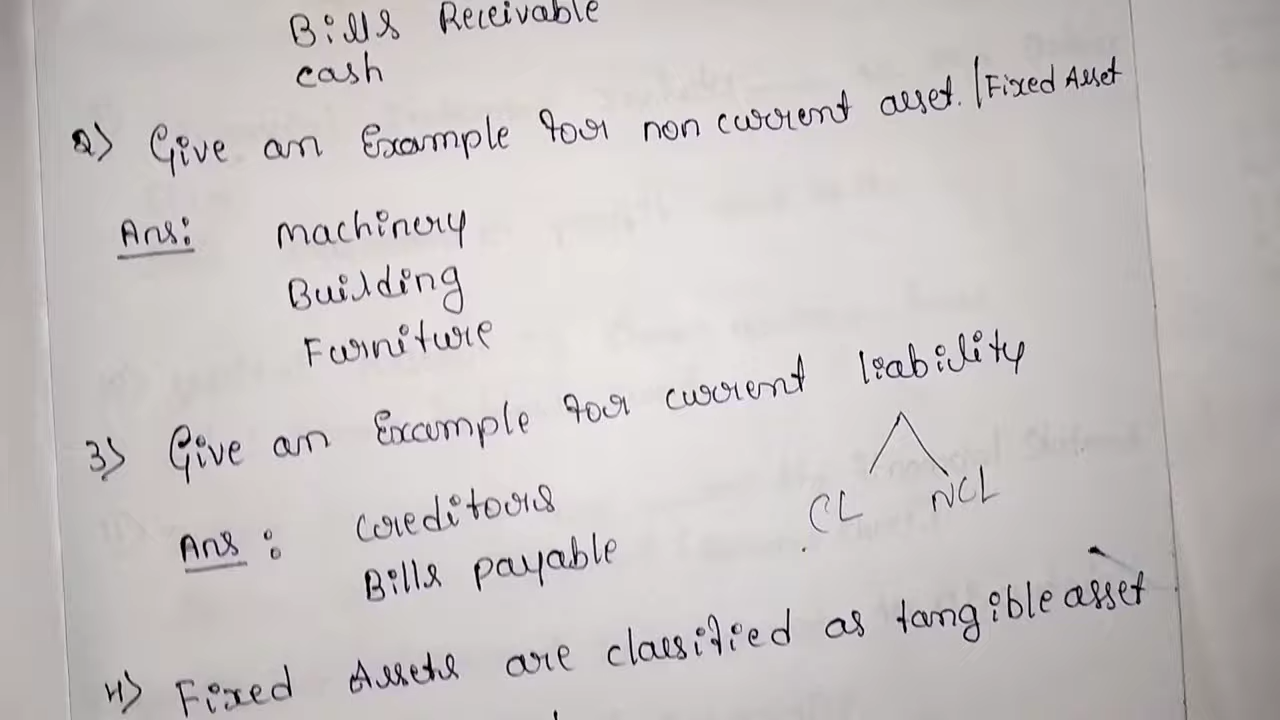 Bills Receivable
cash
2) Give an Example for non current asset. / Fixed Asset
Ans: Machinery
Building
Furniture
3) Give an Example for current liability
CL NCL
Ans: Creditors
Bills payable
4) Fixed Assets are classified as tangible asset